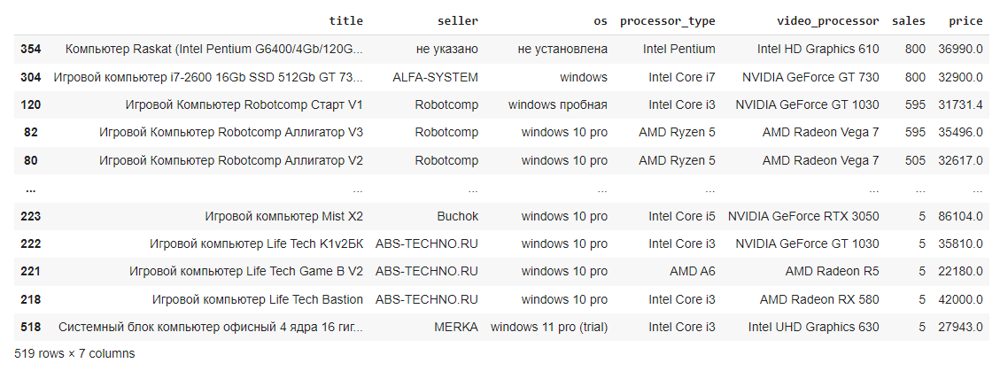 title seller os processor_type video_processor sales price
354 Компьютер Raskat (Intel Pentium G6400/4Gb/120G... не указано не установлена Intel Pentium Intel HD Graphics 610 800 36990.0
304 Игровой компьютер i7-2600 16Gb SSD 512Gb GT 73... ALFA-SYSTEM windows Intel Core i7 NVIDIA GeForce GT 730 800 32900.0
120 Игровой Компьютер Robotcomp Старт V1 Robotcomp windows пробная Intel Core i3 NVIDIA GeForce GT 1030 595 31731.4
82 Игровой Компьютер Robotcomp Аллигатор V3 Robotcomp windows 10 pro AMD Ryzen 5 AMD Radeon Vega 7 595 35496.0
80 Игровой Компьютер Robotcomp Аллигатор V2 Robotcomp windows 10 pro AMD Ryzen 5 AMD Radeon Vega 7 505 32617.0
... ... ... ... ... ... ... ...
223 Игровой компьютер Mist X2 Buchok windows 10 pro Intel Core i5 NVIDIA GeForce RTX 3050 5 86104.0
222 Игровой компьютер Life Tech K1v2БК ABS-TECHNO.RU windows 10 pro Intel Core i3 NVIDIA GeForce GT 1030 5 35810.0
221 Игровой компьютер Life Tech Game B V2 ABS-TECHNO.RU windows 10 pro AMD A6 AMD Radeon R5 5 22180.0
218 Игровой компьютер Life Tech Bastion ABS-TECHNO.RU windows 10 pro Intel Core i3 AMD Radeon RX 580 5 42000.0
518 Системный блок компьютер офисный 4 ядра 16 гиг... MERKA windows 11 pro (trial) Intel Core i3 Intel UHD Graphics 630 5 27943.0
519 rows × 7 columns